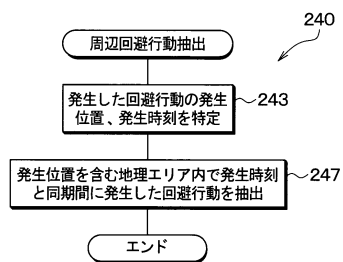 240
周辺回避行動抽出
発生した回避行動の発生
位置、発生時刻を特定
243
発生位置を含む地理エリア内で発生時刻
と同期間に発生した回避行動を抽出
247
エンド